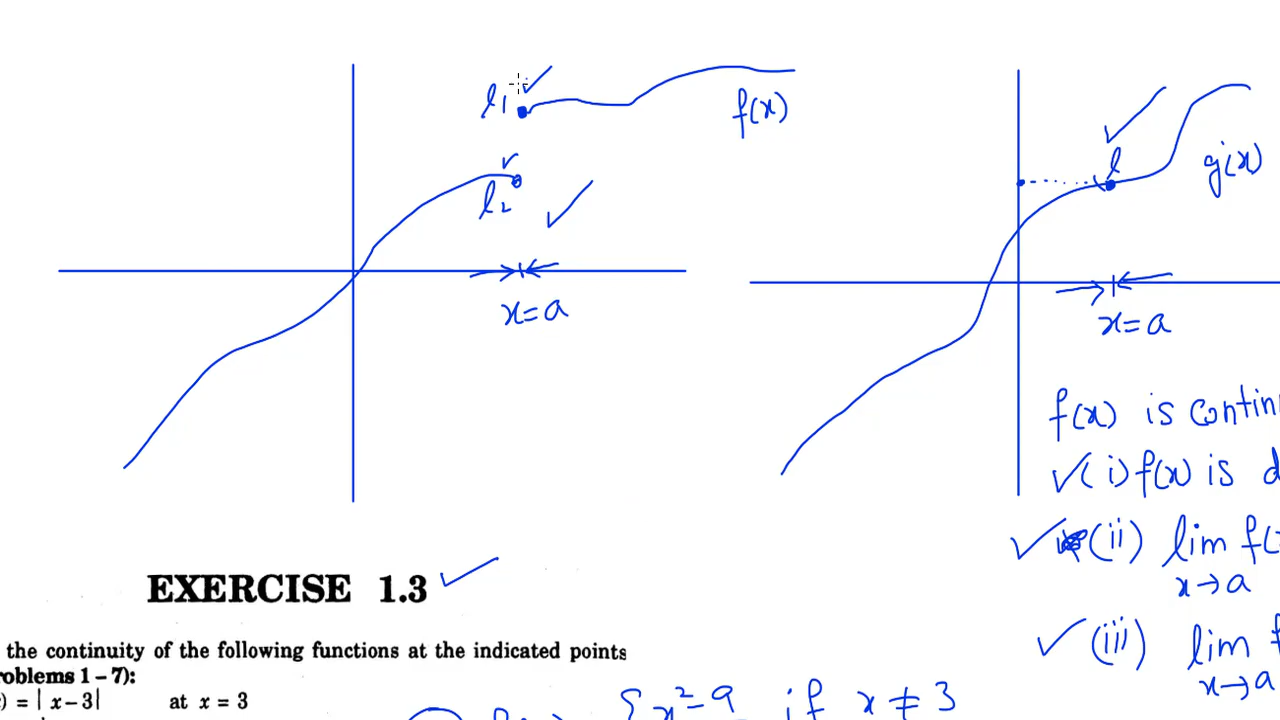 l₁
f(x)
l₂
x=a
l
g(x)
x=a
f(x) is contin
(i) f(x) is d
(ii) lim f(
x→a
(iii) lim f
x→a
EXERCISE 1.3
the continuity of the following functions at the indicated points
roblems 1 – 7):
) = | x – 3|    at x = 3
{ x²-9 if x ≠ 3